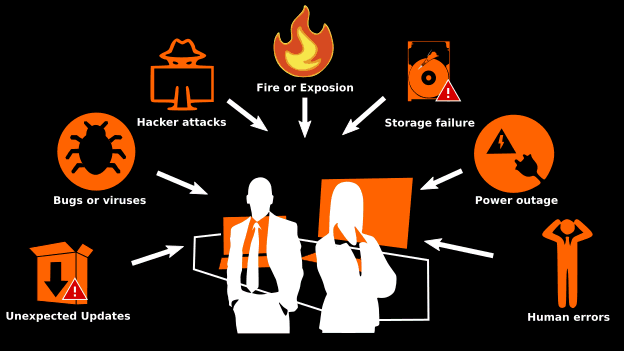 Fire or Exposion
Hacker attacks
Storage failure
Bugs or viruses
Power outage
Unexpected Updates
Human errors